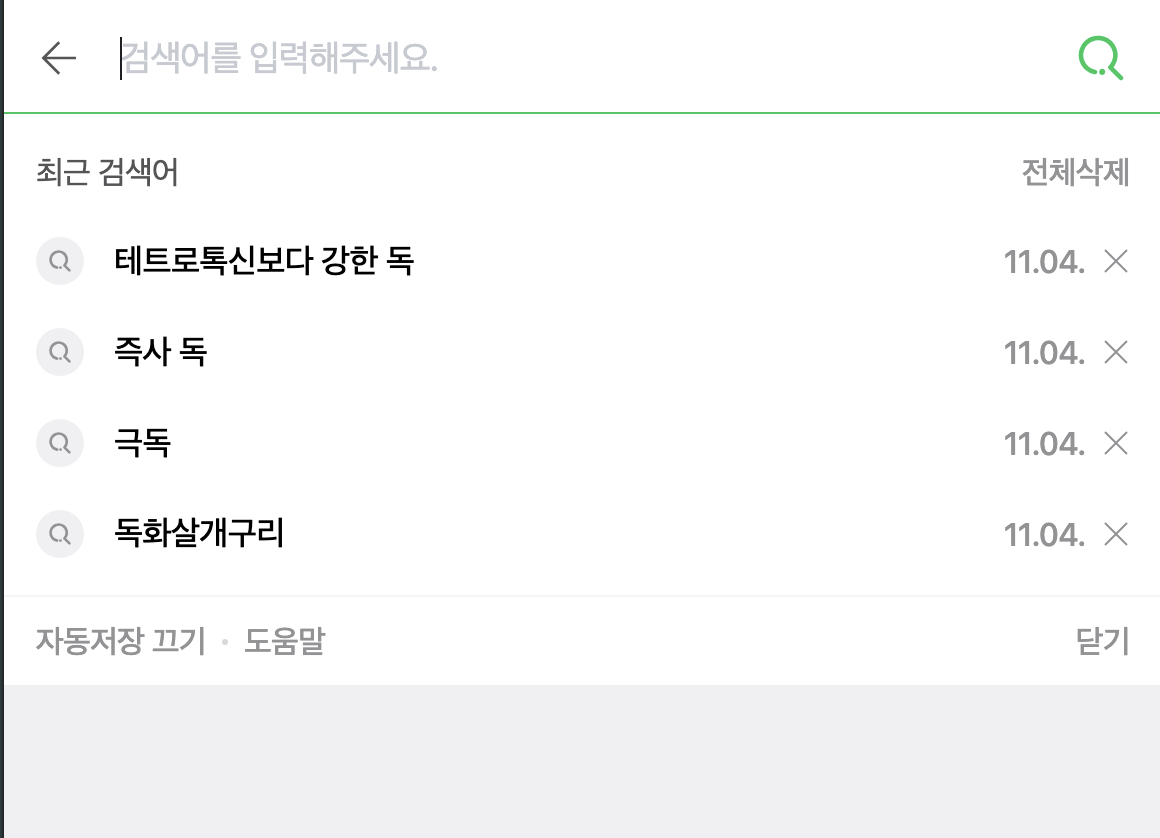 검색어를 입력해주세요.
최근 검색어 전체삭제
테트로톡신보다 강한 독 11.04.
즉사 독 11.04.
극독 11.04.
독화살개구리 11.04.
자동저장 끄기 · 도움말 닫기